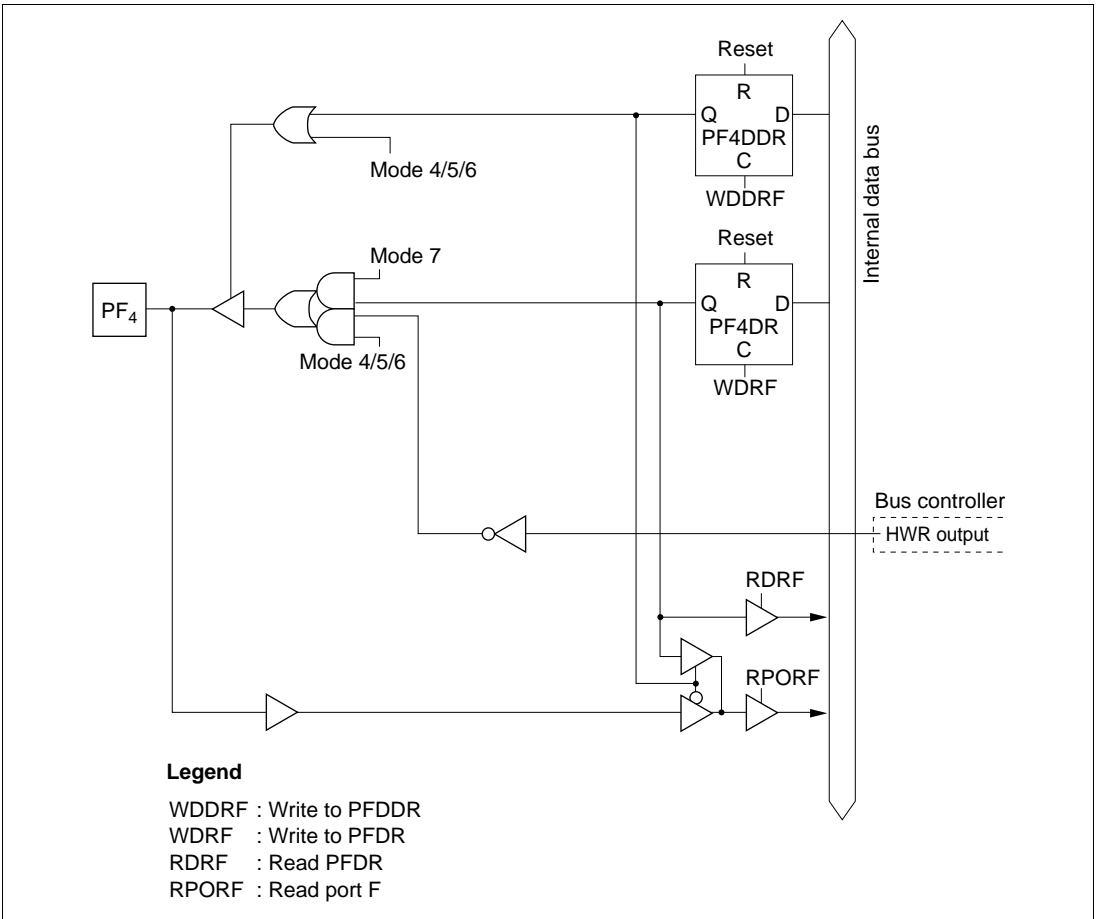 Reset
R
Q D
PF4DDR
C
WDDRF
Mode 4/5/6
Internal data bus
Reset
R
Q D
PF4DR
C
WDRF
Mode 7
PF4
Mode 4/5/6
Bus controller
HWR output
RDRF
RPORF
Legend
WDDRF : Write to PFDDR
WDRF : Write to PFDR
RDRF : Read PFDR
RPORF : Read port F